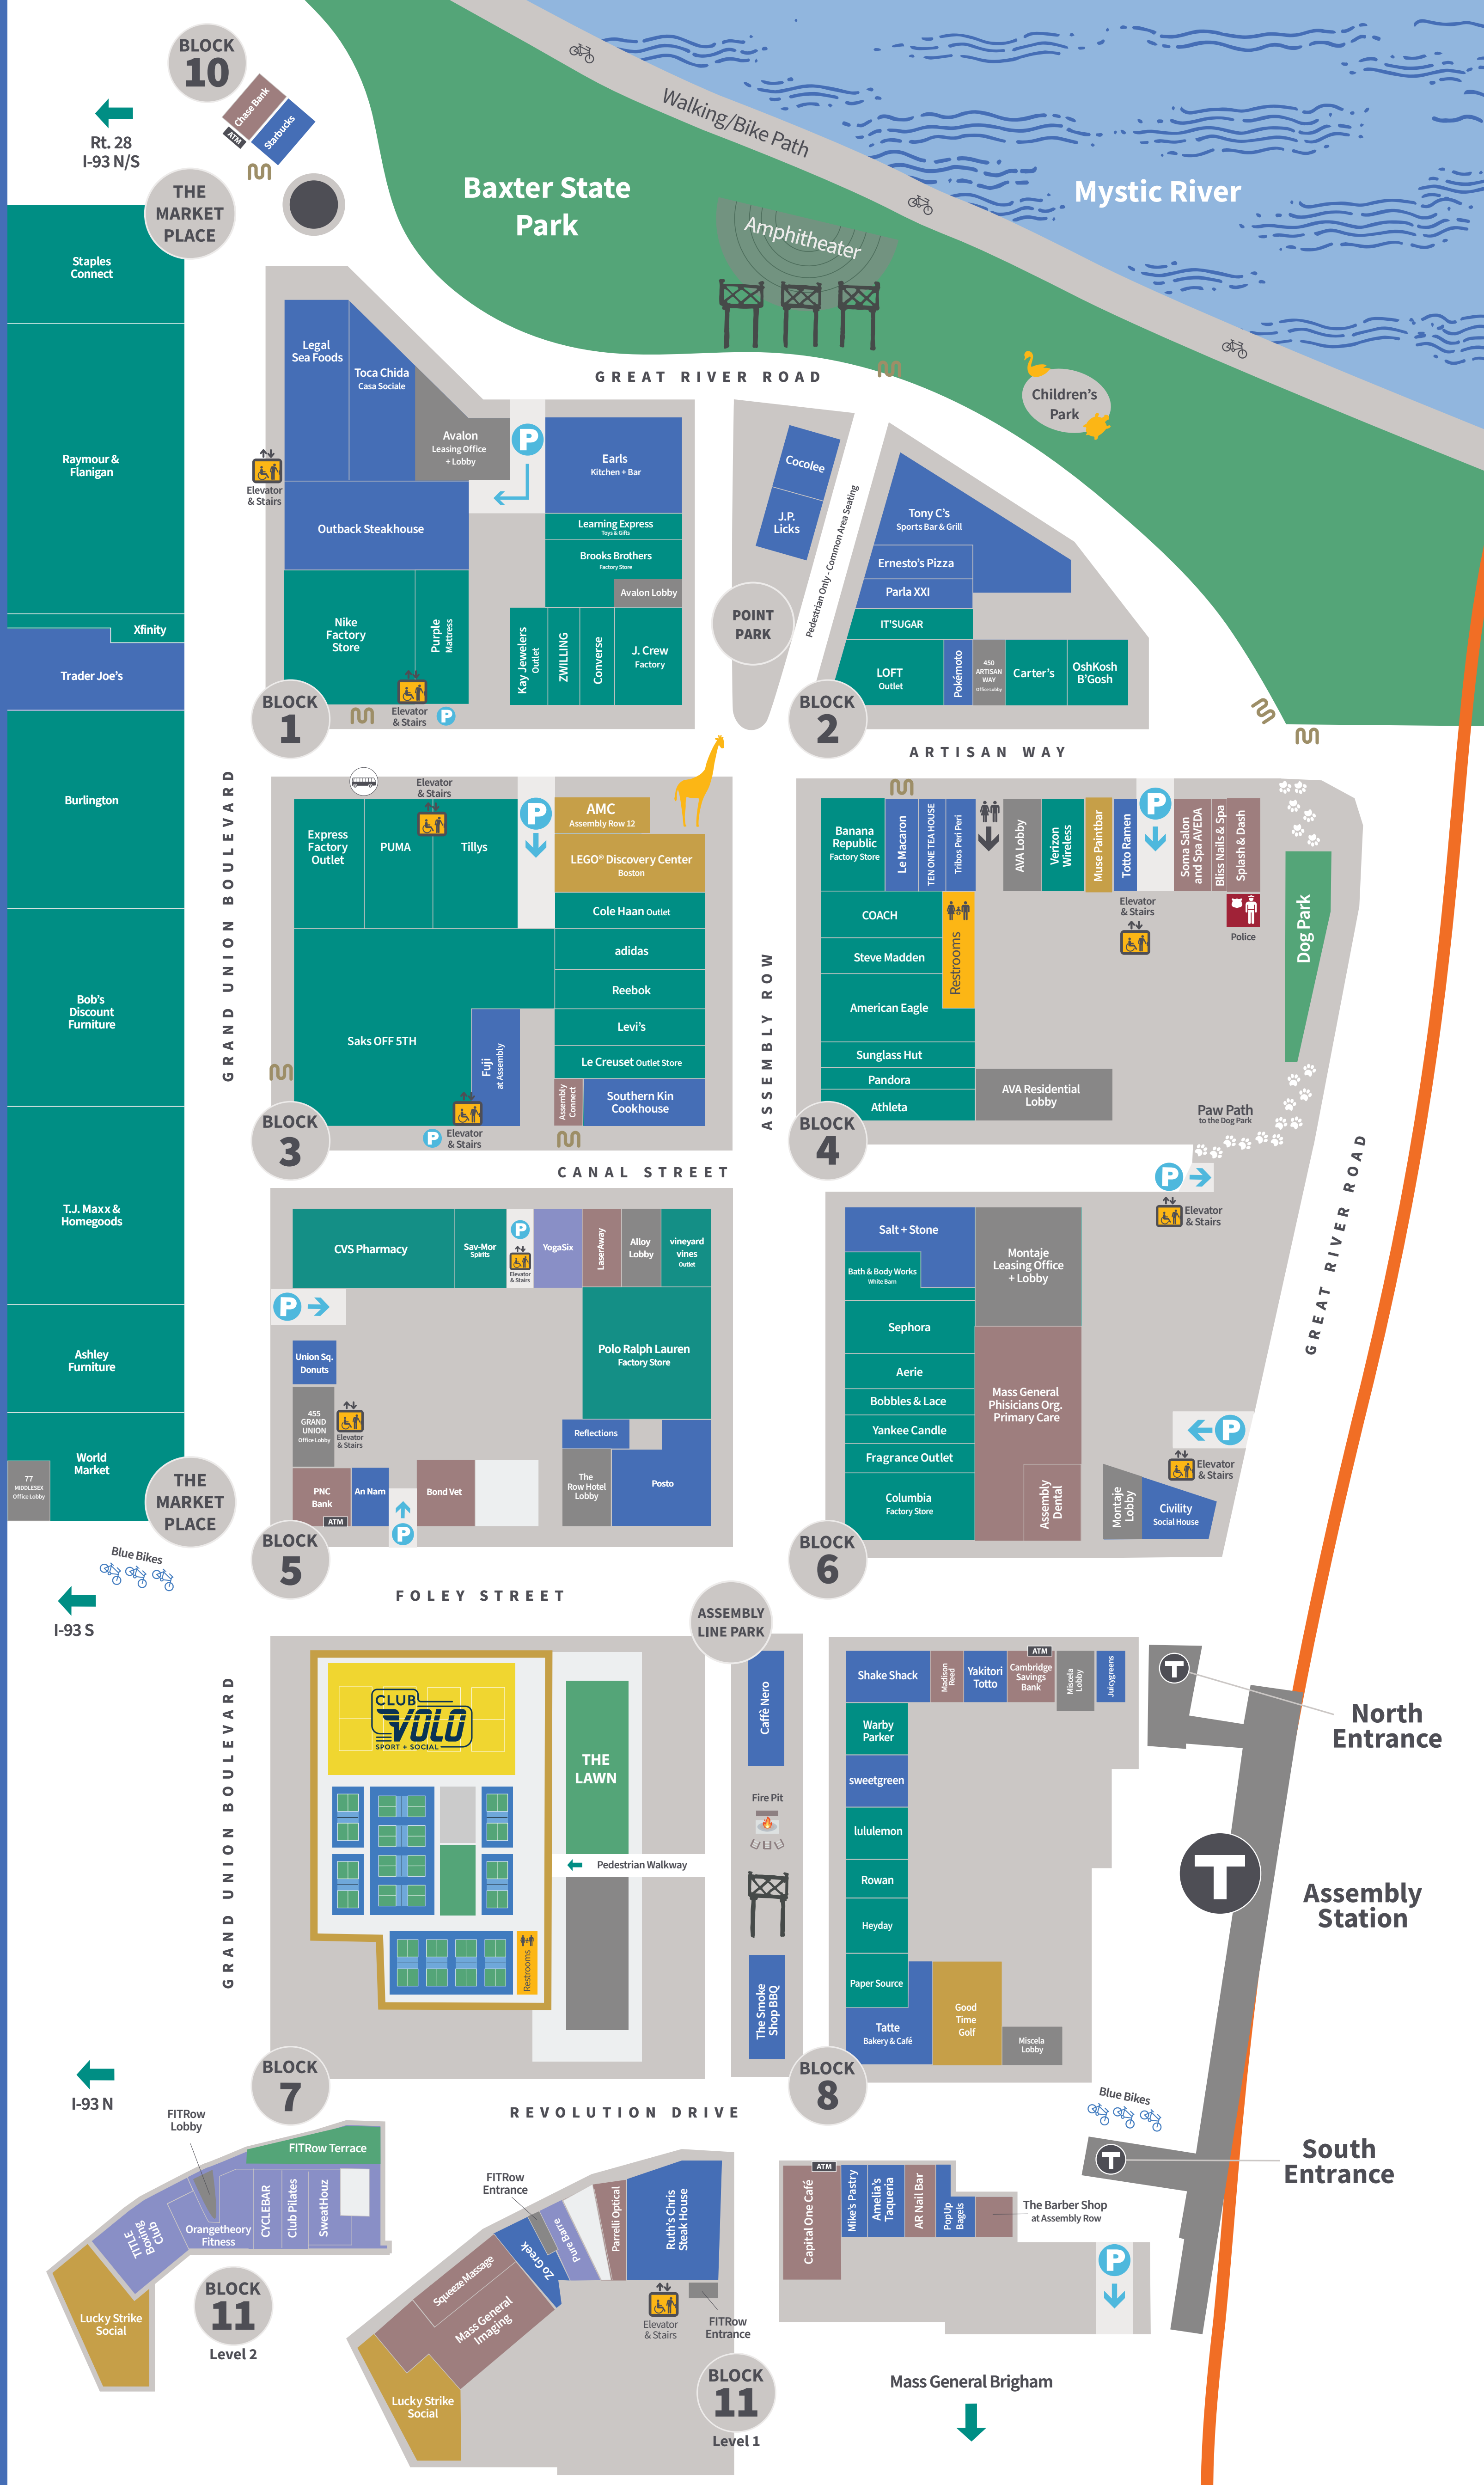 BLOCK
10
Chase Bank
ATM
Starbucks
Rt. 28
I-93 N/S
THE
MARKET
PLACE
Staples
Connect
Raymour &
Flanigan
Xfinity
Trader Joe's
Burlington
Bob's
Discount
Furniture
T.J. Maxx &
Homegoods
Ashley
Furniture
World
Market
77
MIDDLESEX
Office Lobby
THE
MARKET
PLACE
Blue Bikes
I-93 S
I-93 N
Walking/Bike Path
Mystic River
Baxter State
Park
Amphitheater
Children's
Park
GREAT RIVER ROAD
Legal
Sea Foods
Toca Chida
Casa Sociale
Avalon
Leasing Office
+ Lobby
P
Earls
Kitchen + Bar
Elevator
& Stairs
Outback Steakhouse
Learning Express
Toys & Gifts
Brooks Brothers
Factory Store
Avalon Lobby
Nike
Factory
Store
Purple
Mattress
Kay Jewelers
Outlet
ZWILLING
Converse
J. Crew
Factory
Elevator
& Stairs
P
BLOCK
1
Cocolee
J.P.
Licks
Pedestrian Only - Common Area Seating
POINT
PARK
Tony C's
Sports Bar & Grill
Ernesto's Pizza
Parla XXI
IT'SUGAR
LOFT
Outlet
Pokémoto
450
ARTISAN
WAY
Office Lobby
Carter's
OshKosh
B'Gosh
BLOCK
2
ARTISAN WAY
GRAND UNION BOULEVARD
Elevator
& Stairs
Express
Factory
Outlet
PUMA
Tillys
P
AMC
Assembly Row 12
LEGO® Discovery Center
Boston
Cole Haan Outlet
adidas
Reebok
Levi's
Le Creuset Outlet Store
Saks OFF 5TH
Fuji
at Assembly
Assembly
Connect
Southern Kin
Cookhouse
P
Elevator
& Stairs
BLOCK
3
CANAL STREET
ASSEMBLY ROW
Banana
Republic
Factory Store
Le Macaron
TEN ONE TEA HOUSE
Tribos Peri Peri
AVA Lobby
Verizon
Wireless
Muse Paintbar
Totto Ramen
P
Soma Salon
and Spa AVEDA
Bliss Nails & Spa
Splash & Dash
Elevator
& Stairs
Police
Dog Park
COACH
Steve Madden
Restrooms
American Eagle
Sunglass Hut
Pandora
Athleta
AVA Residential
Lobby
Paw Path
to the Dog Park
BLOCK
4
P
Elevator
& Stairs
GREAT RIVER ROAD
CVS Pharmacy
Sav-Mor
Spirits
P
Elevator
& Stairs
YogaSix
LaserAway
Alloy
Lobby
vineyard
vines
Outlet
P
Polo Ralph Lauren
Factory Store
Union Sq.
Donuts
455
GRAND
UNION
Office Lobby
Elevator
& Stairs
Reflections
The
Row Hotel
Lobby
Posto
PNC
Bank
ATM
An Nam
P
Bond Vet
BLOCK
5
FOLEY STREET
Salt + Stone
Bath & Body Works
White Barn
Montaje
Leasing Office
+ Lobby
Sephora
Aerie
Bobbles & Lace
Yankee Candle
Fragrance Outlet
Columbia
Factory Store
Mass General
Phisicians Org.
Primary Care
Assembly
Dental
P
Elevator
& Stairs
Montaje
Lobby
Civility
Social House
BLOCK
6
ASSEMBLY
LINE PARK
GRAND UNION BOULEVARD
CLUB
VOLO
SPORT + SOCIAL
THE
LAWN
Pedestrian Walkway
Restrooms
BLOCK
7
Caffè Nero
Fire Pit
The Smoke
Shop BBQ
Shake Shack
Madison
Reed
Yakitori
Totto
ATM
Cambridge
Savings
Bank
Miscela
Lobby
Juicygreens
Warby
Parker
sweetgreen
lululemon
Rowan
Heyday
Paper Source
Tatte
Bakery & Café
Good
Time
Golf
Miscela
Lobby
BLOCK
8
T
North
Entrance
T
Assembly
Station
Blue Bikes
T
South
Entrance
REVOLUTION DRIVE
FITRow
Lobby
FITRow Terrace
TITLE
Boxing
Club
Orangetheory
Fitness
CYCLEBAR
Club Pilates
SweatHouz
Lucky Strike
Social
BLOCK
11
Level 2
FITRow
Entrance
Zo Greek
Pure Barre
Parrelli Optical
Ruth's Chris
Steak House
Squeeze Massage
Mass General
Imaging
Lucky Strike
Social
Elevator
& Stairs
FITRow
Entrance
BLOCK
11
Level 1
ATM
Capital One Café
Mike's Pastry
Amelia's
Taqueria
AR Nail Bar
PopUp
Bagels
The Barber Shop
at Assembly Row
P
Mass General Brigham